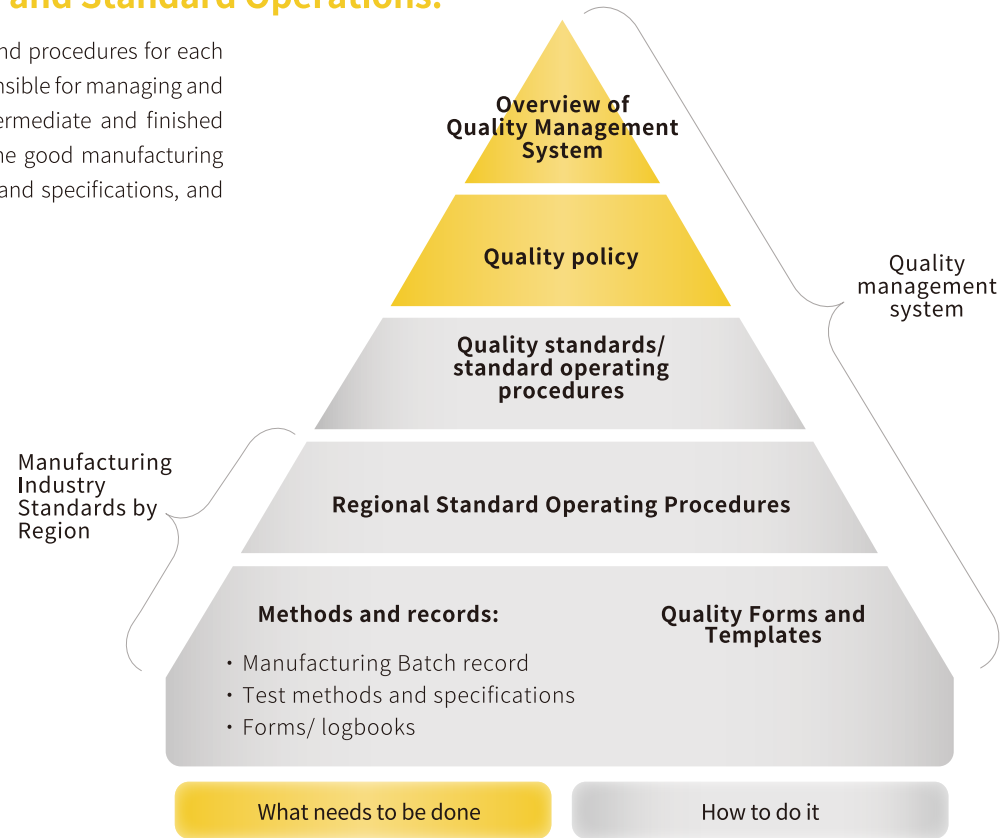 and Standard Operations.
nd procedures for each
nsible for managing and
ermediate and finished
ne good manufacturing
and specifications, and
Overview of
Quality Management
System
Quality policy
Quality
management
system
Quality standards/
standard operating
procedures
Manufacturing
Industry
Standards by
Region
Regional Standard Operating Procedures
Methods and records:
· Manufacturing Batch record
· Test methods and specifications
· Forms/ logbooks
Quality Forms and
Templates
What needs to be done
How to do it